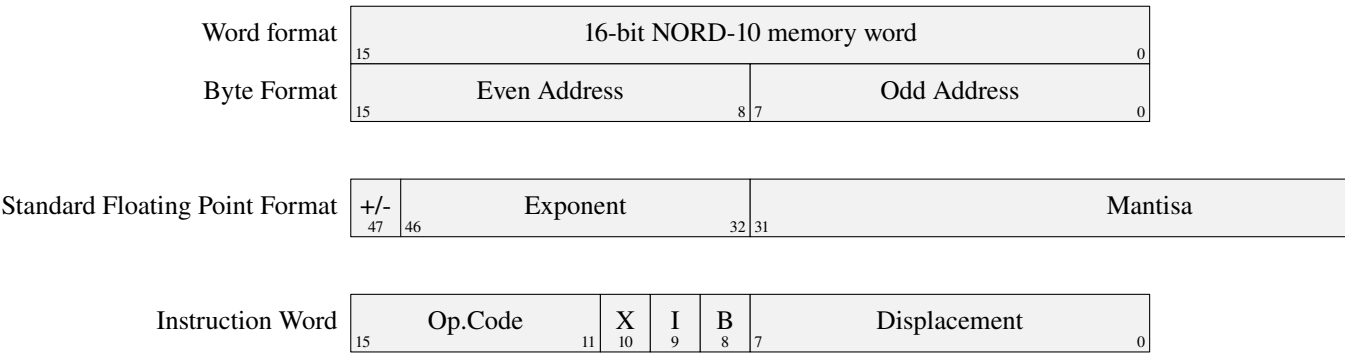 Word format 16-bit NORD-10 memory word
15 0
Byte Format Even Address Odd Address
15 8 7 0
Standard Floating Point Format +/- Exponent Mantisa
47 46 32 31
Instruction Word Op.Code X I B Displacement
15 11 10 9 8 7 0